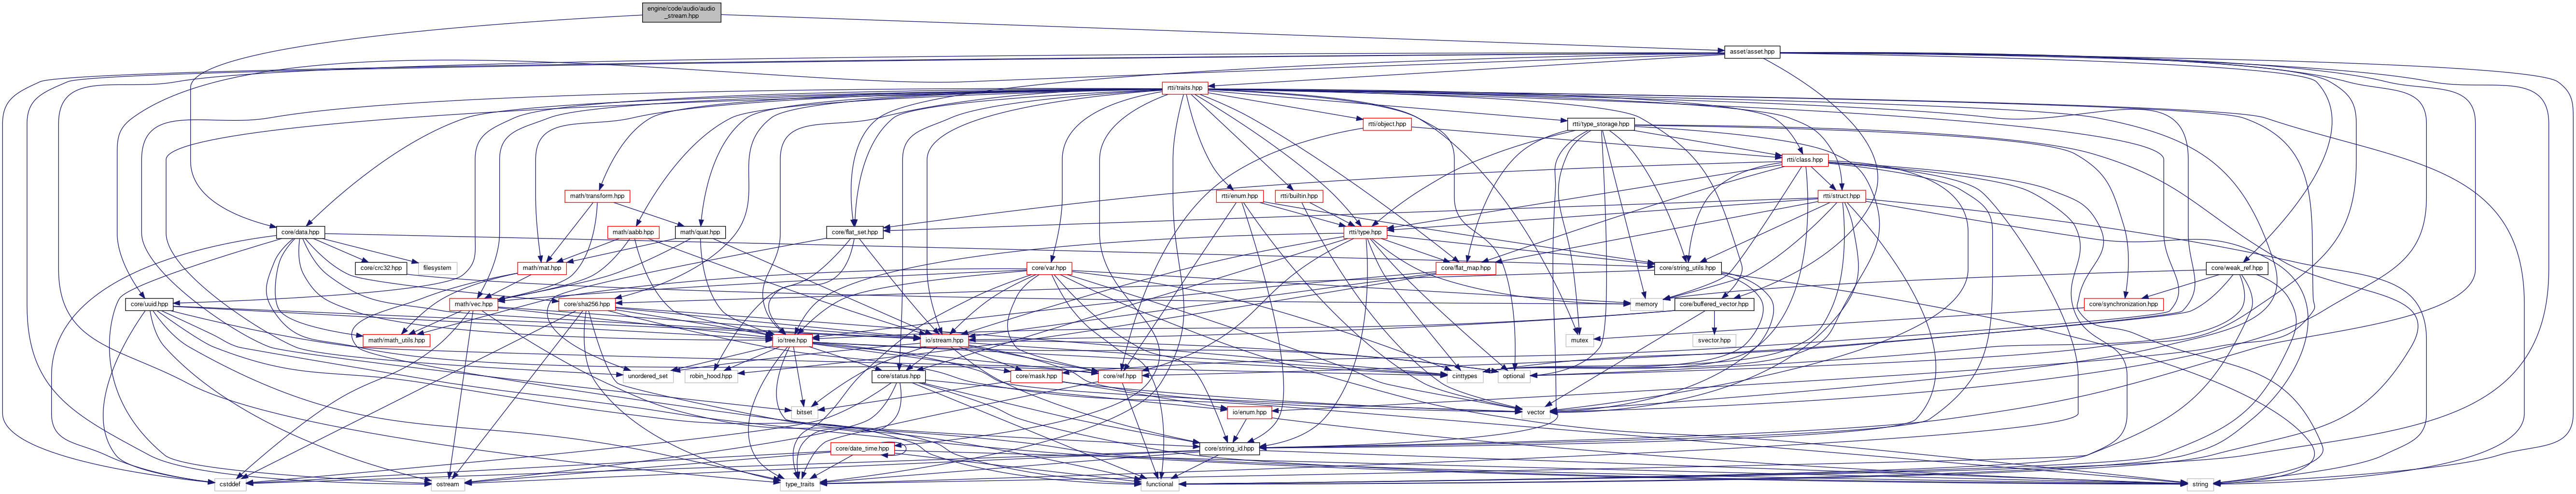 engine/code/audio/audio
_stream.hpp
asset/asset.hpp
rtti/traits.hpp
rtti/object.hpp
rtti/type_storage.hpp
rtti/class.hpp
math/transform.hpp
rtti/enum.hpp
rtti/builtin.hpp
rtti/struct.hpp
core/data.hpp
math/aabb.hpp
math/quat.hpp
core/flat_set.hpp
rtti/type.hpp
core/crc32.hpp
filesystem
math/mat.hpp
core/var.hpp
core/flat_map.hpp
core/string_utils.hpp
core/weak_ref.hpp
core/uuid.hpp
math/vec.hpp
core/sha256.hpp
memory
core/buffered_vector.hpp
core/synchronization.hpp
math/math_utils.hpp
io/tree.hpp
io/stream.hpp
svector.hpp
mutex
unordered_set
robin_hood.hpp
core/status.hpp
core/mask.hpp
core/ref.hpp
cinttypes
optional
bitset
io/enum.hpp
vector
core/date_time.hpp
core/string_id.hpp
cstddef
ostream
type_traits
functional
string